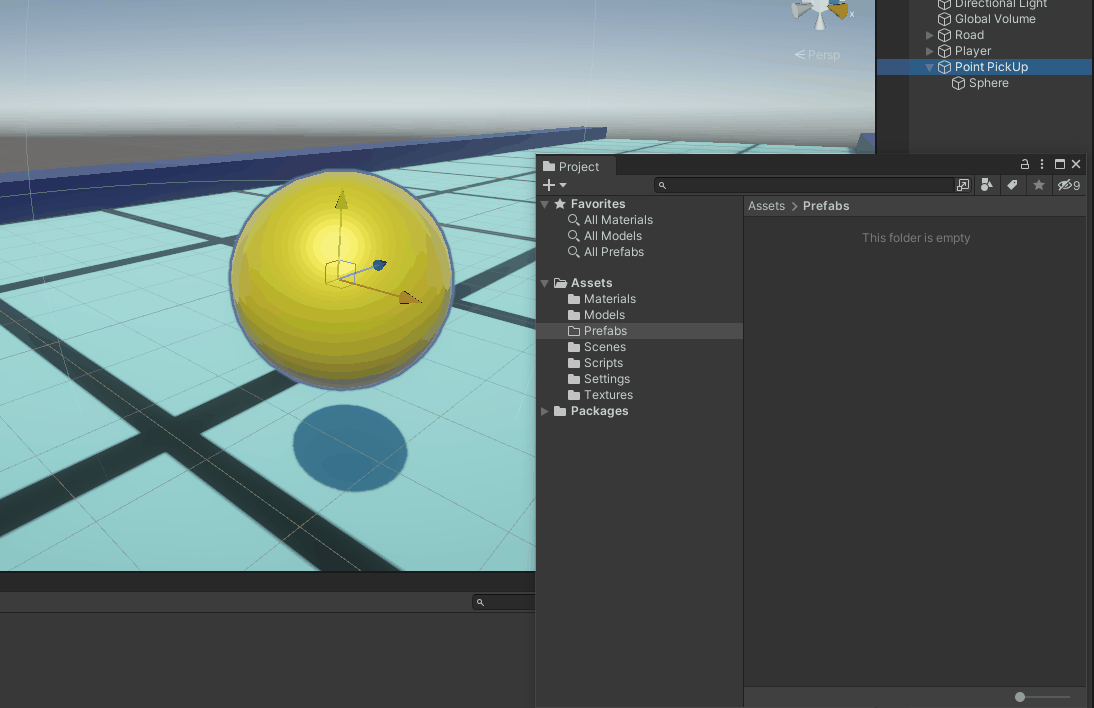 Directional Light
Global Volume
Road
Player
Point PickUp
Sphere
x
Persp
Project
9
Favorites
All Materials
All Models
All Prefabs
Assets
Materials
Models
Prefabs
Scenes
Scripts
Settings
Textures
Packages
Assets > Prefabs
This folder is empty